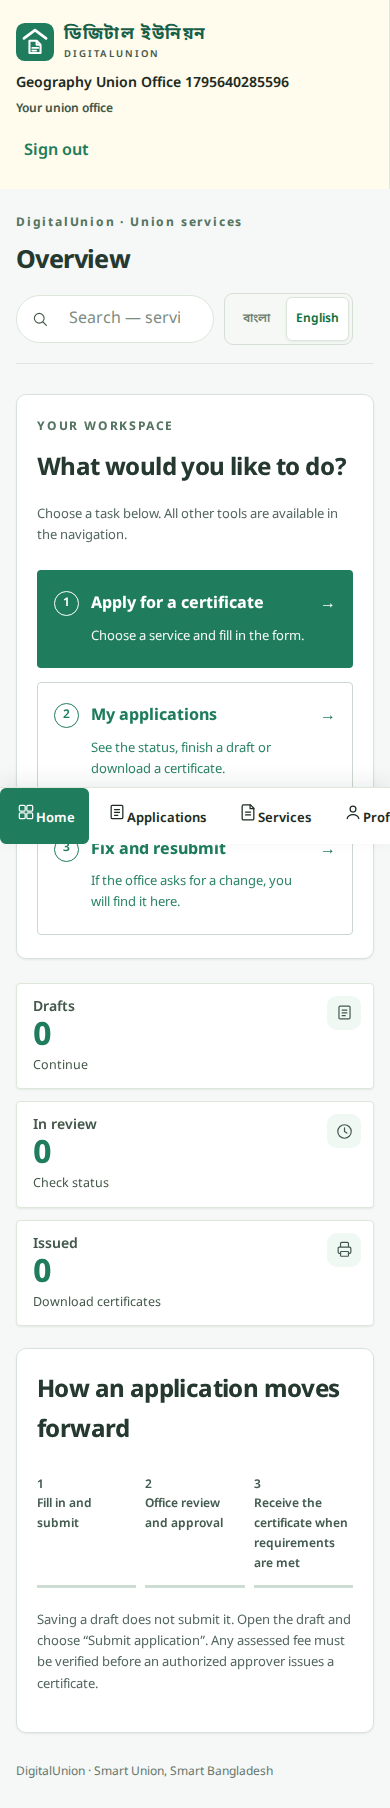 ডিজিটাল ইউনিয়ন
DIGITALUNION
Geography Union Office 1795640285596
Your union office
Sign out
DigitalUnion · Union services
Overview
Search — servi
বাংলা
English
YOUR WORKSPACE
What would you like to do?
Choose a task below. All other tools are available in
the navigation.
1 Apply for a certificate →
Choose a service and fill in the form.
2 My applications →
See the status, finish a draft or
download a certificate.
Home Applications Services Prof
3 Fix and resubmit →
If the office asks for a change, you
will find it here.
Drafts
0
Continue
In review
0
Check status
Issued
0
Download certificates
How an application moves
forward
1
Fill in and
submit
2
Office review
and approval
3
Receive the
certificate when
requirements
are met
Saving a draft does not submit it. Open the draft and
choose “Submit application”. Any assessed fee must
be verified before an authorized approver issues a
certificate.
DigitalUnion · Smart Union, Smart Bangladesh